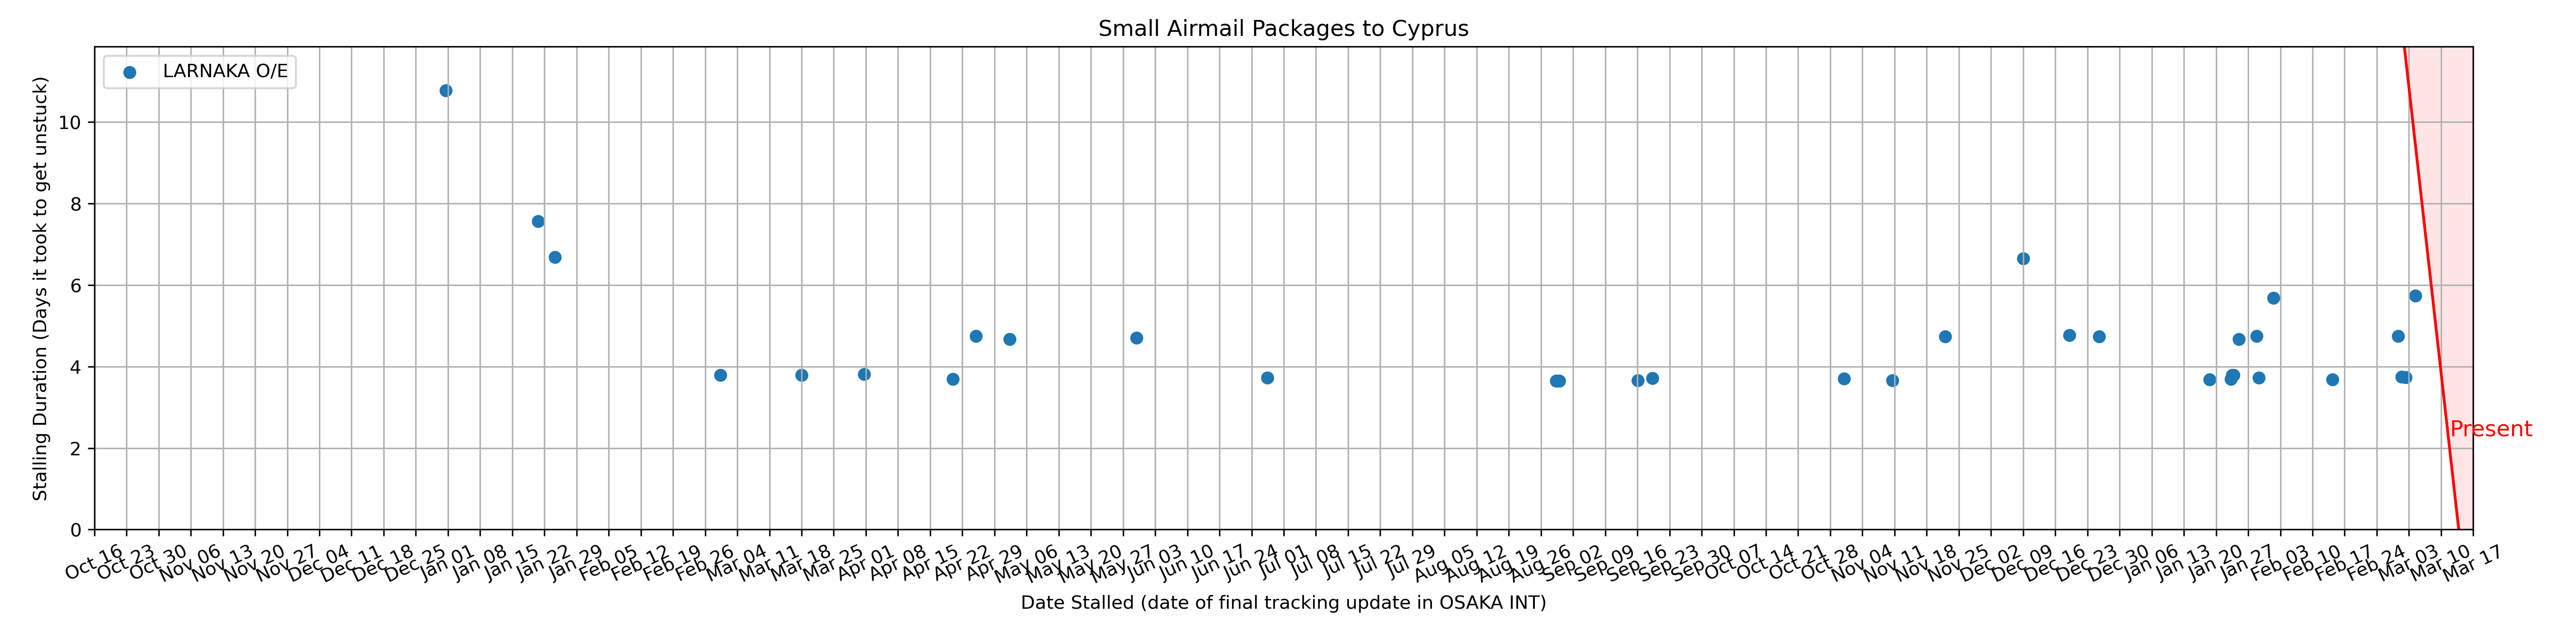 Small Airmail Packages to Cyprus
LARNAKA O/E
Stalling Duration (Days it took to get unstuck)
10
8
6
4
2
0
Present
Oct 16 Oct 23 Oct 30 Nov 06 Nov 13 Nov 20 Nov 27 Dec 04 Dec 11 Dec 18 Dec 25 Jan 01 Jan 08 Jan 15 Jan 22 Jan 29 Feb 05 Feb 12 Feb 19 Feb 26 Mar 04 Mar 11 Mar 18 Mar 25 Apr 01 Apr 08 Apr 15 Apr 22 Apr 29 May 06 May 13 May 20 May 27 Jun 03 Jun 10 Jun 17 Jun 24 Jul 01 Jul 08 Jul 15 Jul 22 Jul 29 Aug 05 Aug 12 Aug 19 Aug 26 Sep 02 Sep 09 Sep 16 Sep 23 Sep 30 Oct 07 Oct 14 Oct 21 Oct 28 Nov 04 Nov 11 Nov 18 Nov 25 Dec 02 Dec 09 Dec 16 Dec 23 Dec 30 Jan 06 Jan 13 Jan 20 Jan 27 Feb 03 Feb 10 Feb 17 Feb 24 Mar 03 Mar 10 Mar 17
Date Stalled (date of final tracking update in OSAKA INT)